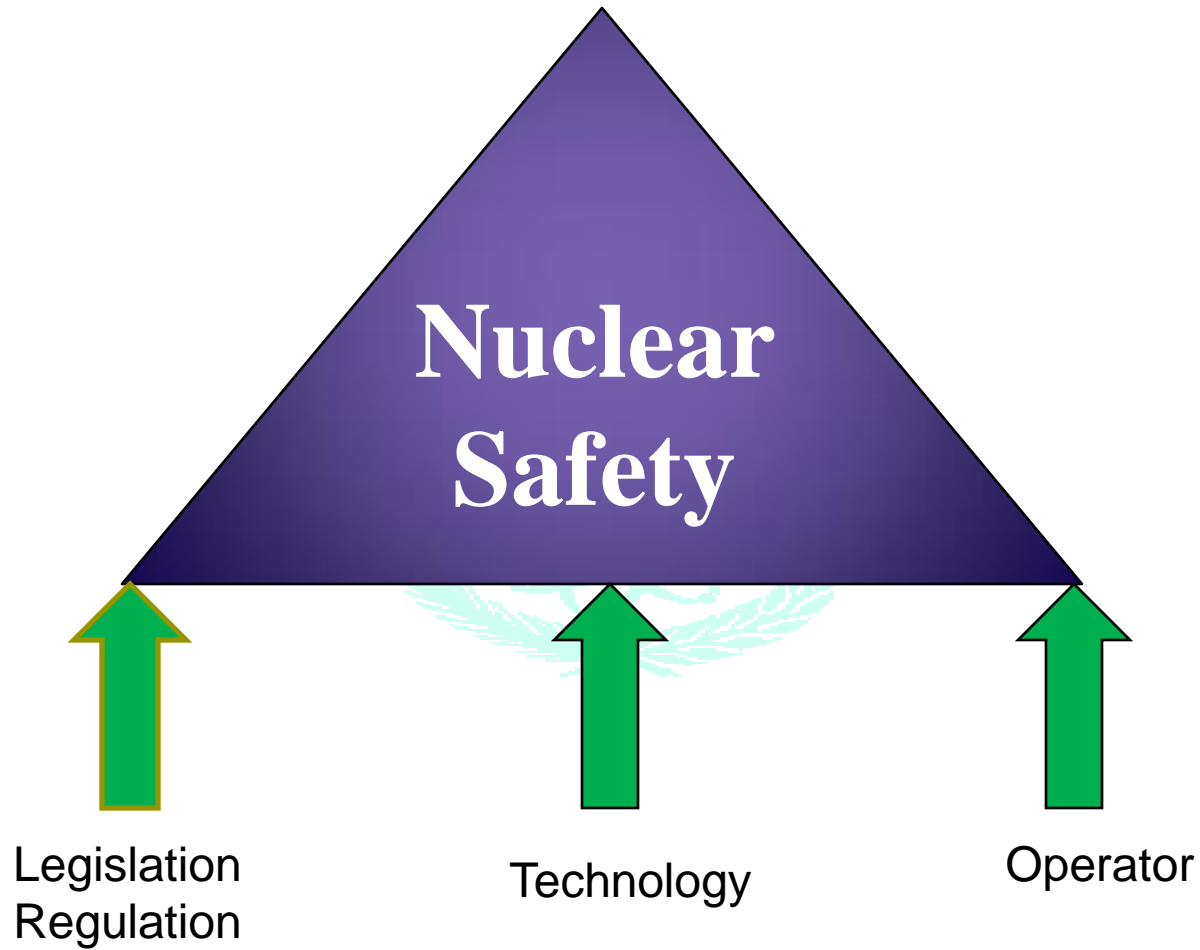 Nuclear
Safety
Legislation
Regulation
Technology
Operator